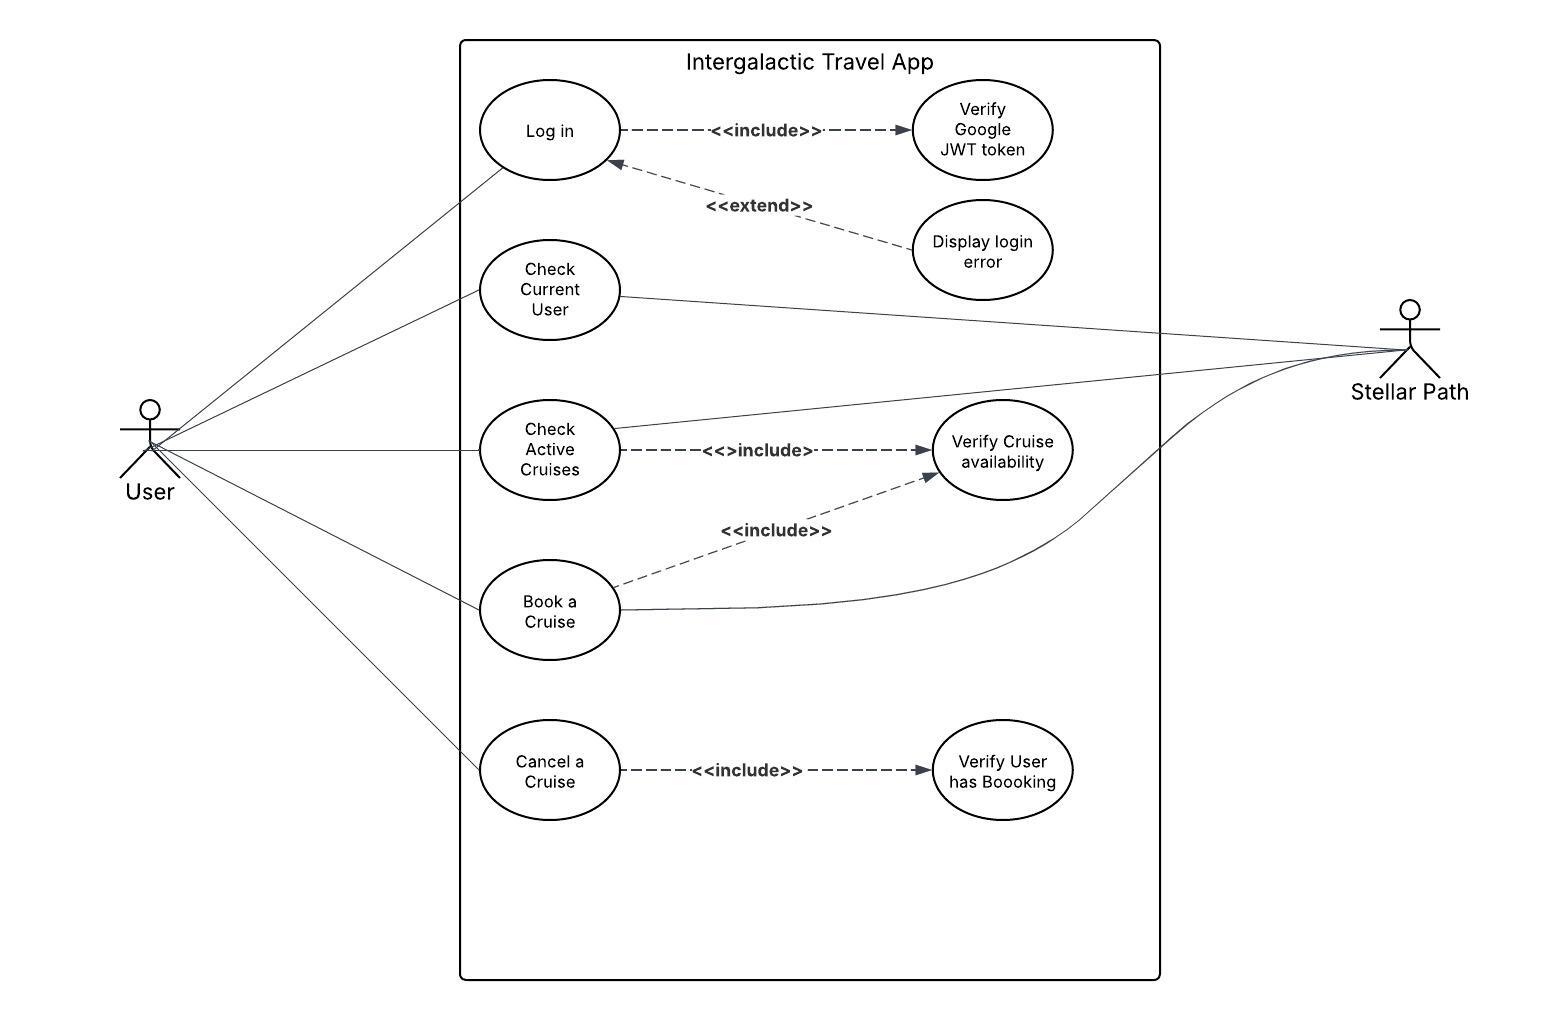 Intergalactic Travel App
Log in
<<include>>
Verify
Google
JWT token
<<extend>>
Display login
error
Check
Current
User
Stellar Path
User
Check
Active
Cruises
<<>include>
Verify Cruise
availability
<<include>>
Book a
Cruise
Cancel a
Cruise
<<include>>
Verify User
has Boooking